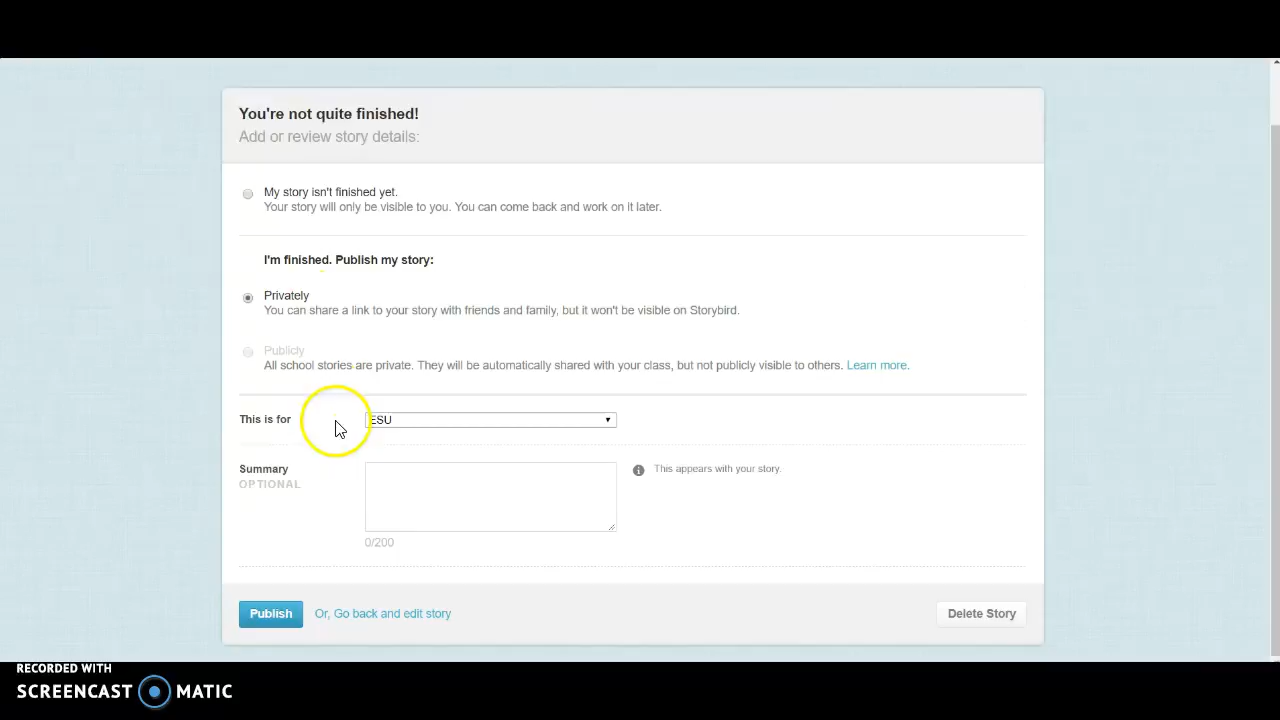 You're not quite finished!
Add or review story details:
My story isn't finished yet.
Your story will only be visible to you. You can come back and work on it later.
I'm finished. Publish my story:
Privately
You can share a link to your story with friends and family, but it won't be visible on Storybird.
Publicly
All school stories are private. They will be automatically shared with your class, but not publicly visible to others. Learn more.
This is for ESU
Summary This appears with your story.
OPTIONAL
0/200
Publish Or, Go back and edit story Delete Story
RECORDED WITH
SCREENCAST MATIC